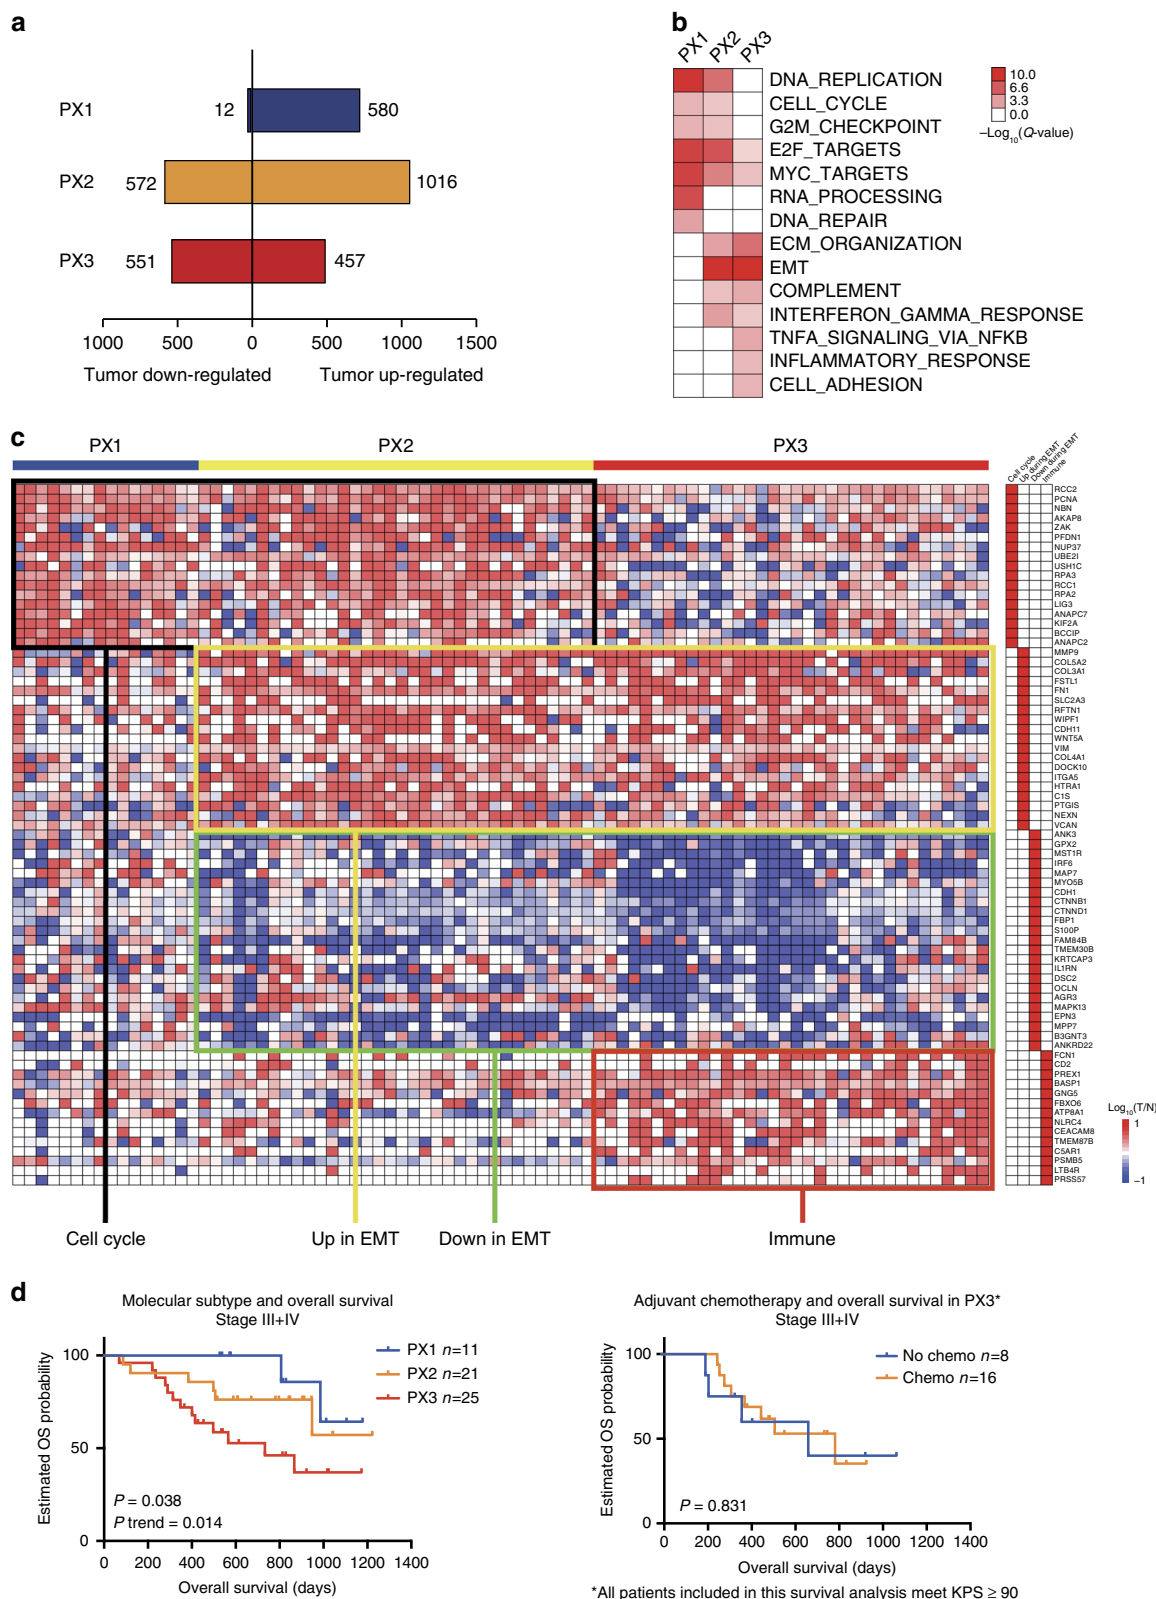 a
PX1
12
580
PX2
572
1016
PX3
551
457
1000
500
0
500
1000
1500
Tumor down-regulated
Tumor up-regulated
b
PX1
PX2
PX3
DNA_REPLICATION
CELL_CYCLE
G2M_CHECKPOINT
E2F_TARGETS
MYC_TARGETS
RNA_PROCESSING
DNA_REPAIR
ECM_ORGANIZATION
EMT
COMPLEMENT
INTERFERON_GAMMA_RESPONSE
TNFA_SIGNALING_VIA_NFKB
INFLAMMATORY_RESPONSE
CELL_ADHESION
10.0
6.6
3.3
0.0
–Log10(Q-value)
c
PX1
PX2
PX3
Cell cycle
Up during EMT
Down during EMT
Immune
RCC2
PCNA
NBN
AKAP8
ZAK
PFDN1
NUP37
UBE2I
USH1C
RPA3
RCC1
RPA2
LIG3
ANAPC7
KIF2A
BCCIP
ANAPC2
MMP9
COL5A2
COL3A1
FSTL1
FN1
SLC2A3
RFTN1
WIPF1
CDH11
WNT5A
VIM
COL4A1
DOCK10
ITGA5
HTRA1
C1S
PTGIS
NEXN
VCAN
ANK3
GPX2
MST1R
IRF6
MAP7
MYO5B
CDH1
CTNNB1
CTNND1
FBP1
S100P
FAM84B
TMEM30B
KRTCAP3
IL1RN
DSC2
OCLN
AGR3
MAPK13
EPN3
MPP7
B3GNT3
ANKRD22
FCN1
CD2
PREX1
BASP1
GNG5
FBXO6
ATP8A1
NLRC4
CEACAM8
TMEM87B
C5AR1
PSMB5
LTB4R
PRSS57
Log10(T/N)
1
–1
Cell cycle
Up in EMT
Down in EMT
Immune
d
Molecular subtype and overall survival
Stage III+IV
PX1 n=11
PX2 n=21
PX3 n=25
Estimated OS probability
100
50
0
P = 0.038
P trend = 0.014
0
200
400
600
800
1000
1200
1400
Overall survival (days)
Adjuvant chemotherapy and overall survival in PX3*
Stage III+IV
No chemo n=8
Chemo n=16
Estimated OS probability
100
50
0
P = 0.831
0
200
400
600
800
1000
1200
1400
Overall survival (days)
*All patients included in this survival analysis meet KPS ≥ 90